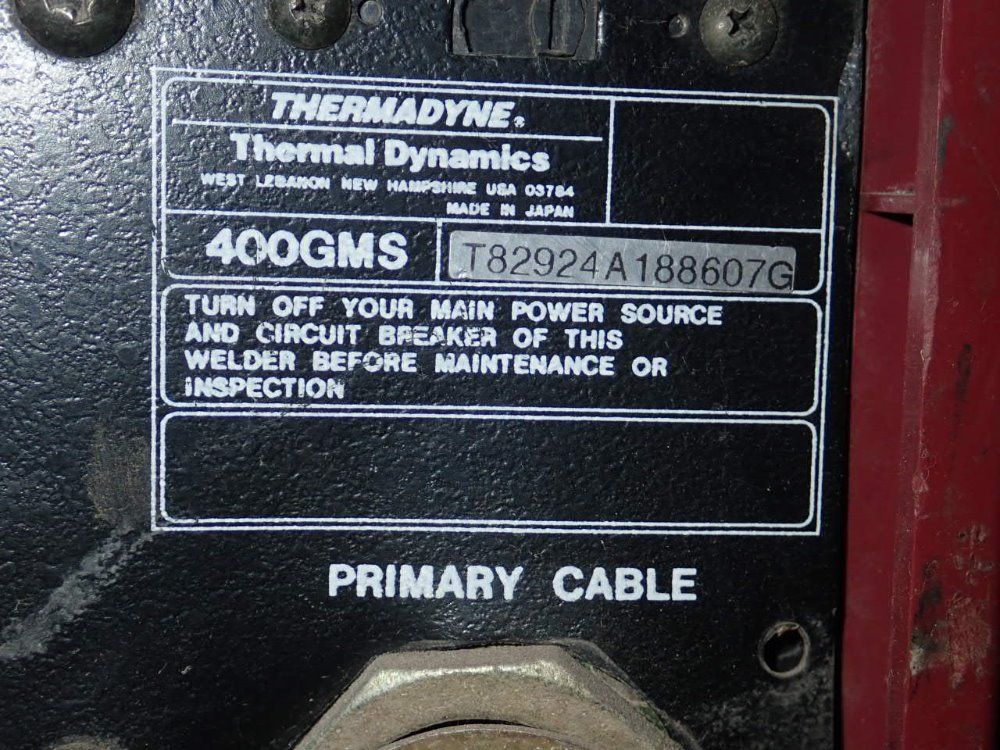 THERMADYNE®
Thermal Dynamics
WEST LEBANON NEW HAMPSHIRE USA 03784
MADE IN JAPAN
400GMS T82924A188607G
TURN OFF YOUR MAIN POWER SOURCE
AND CIRCUIT BREAKER OF THIS
WELDER BEFORE MAINTENANCE OR
INSPECTION
PRIMARY CABLE